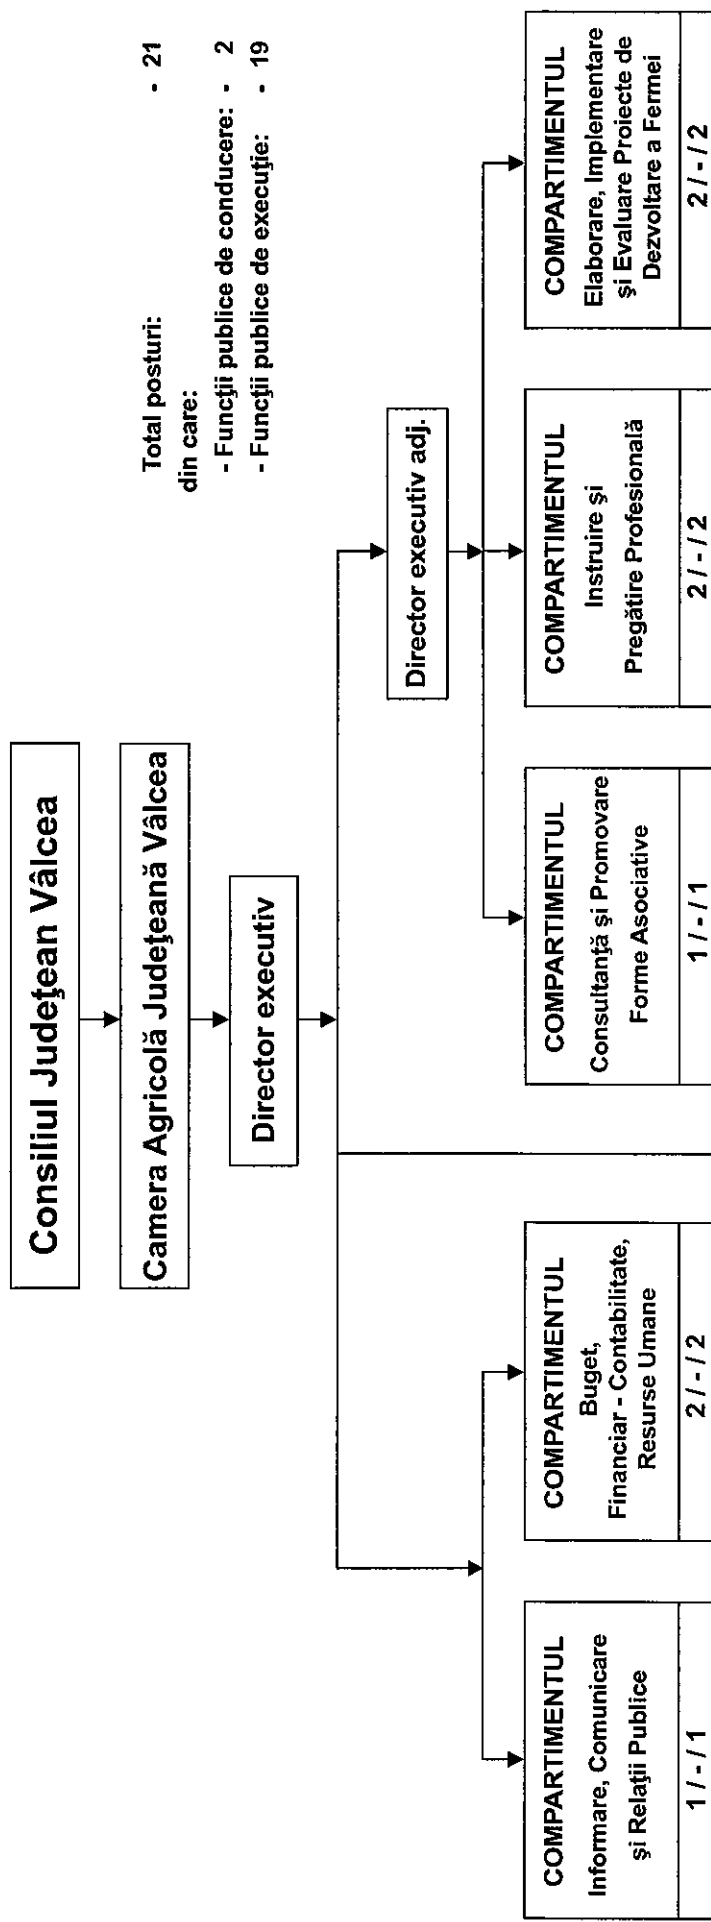 Consiliul Judeţean Vâlcea
Camera Agricolă Judeţeană Vâlcea
Director executiv
Total posturi: - 21
din care:
- Funcţii publice de conducere: - 2
- Funcţii publice de execuţie: - 19
Director executiv adj.
COMPARTIMENTUL
Informare, Comunicare
şi Relaţii Publice
1 / - / 1
COMPARTIMENTUL
Buget,
Financiar - Contabilitate,
Resurse Umane
2 / - / 2
COMPARTIMENTUL
Consultanţă şi Promovare
Forme Asociative
1 / - / 1
COMPARTIMENTUL
Instruire şi
Pregătire Profesională
2 / - / 2
COMPARTIMENTUL
Elaborare, Implementare
şi Evaluare Proiecte de
Dezvoltare a Fermei
2 / - / 2